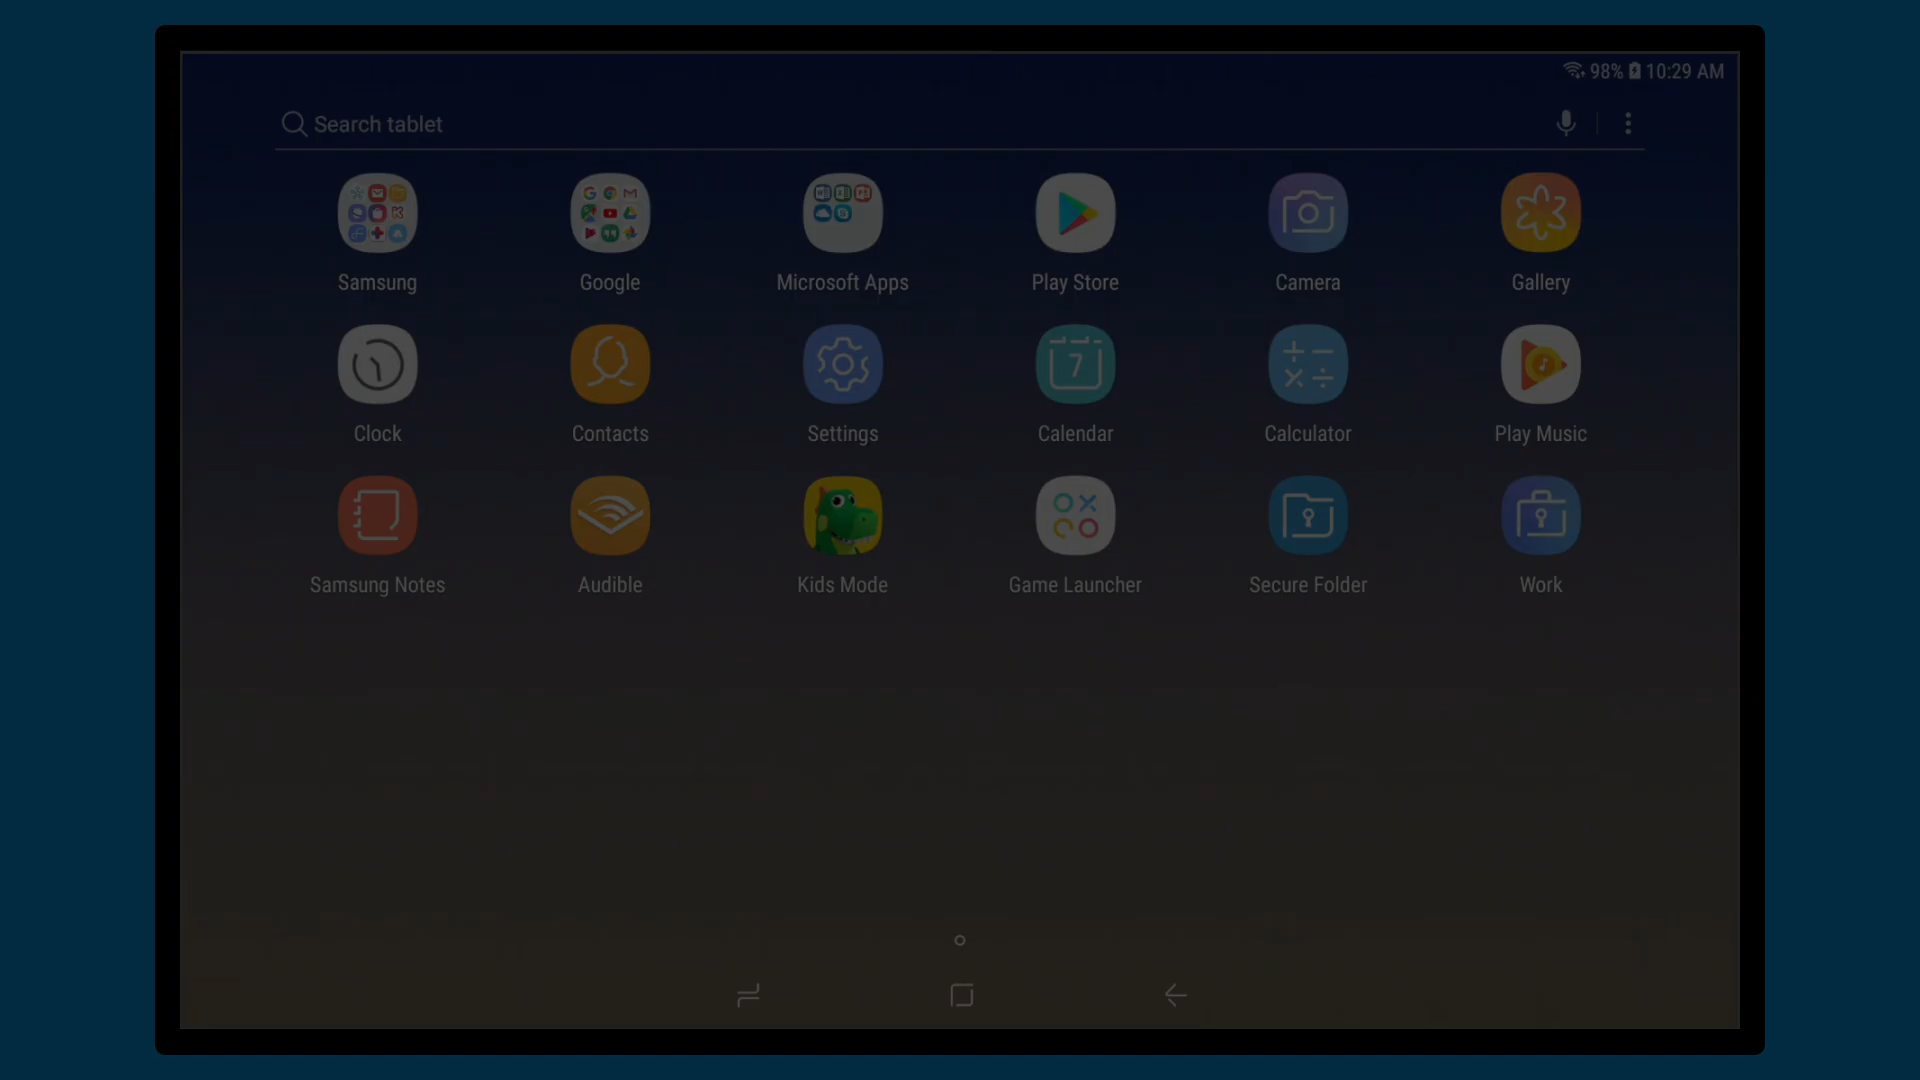 98% 10:29 AM
Search tablet
Samsung Google Microsoft Apps Play Store Camera Gallery
7
Clock Contacts Settings Calendar Calculator Play Music
Samsung Notes Audible Kids Mode Game Launcher Secure Folder Work